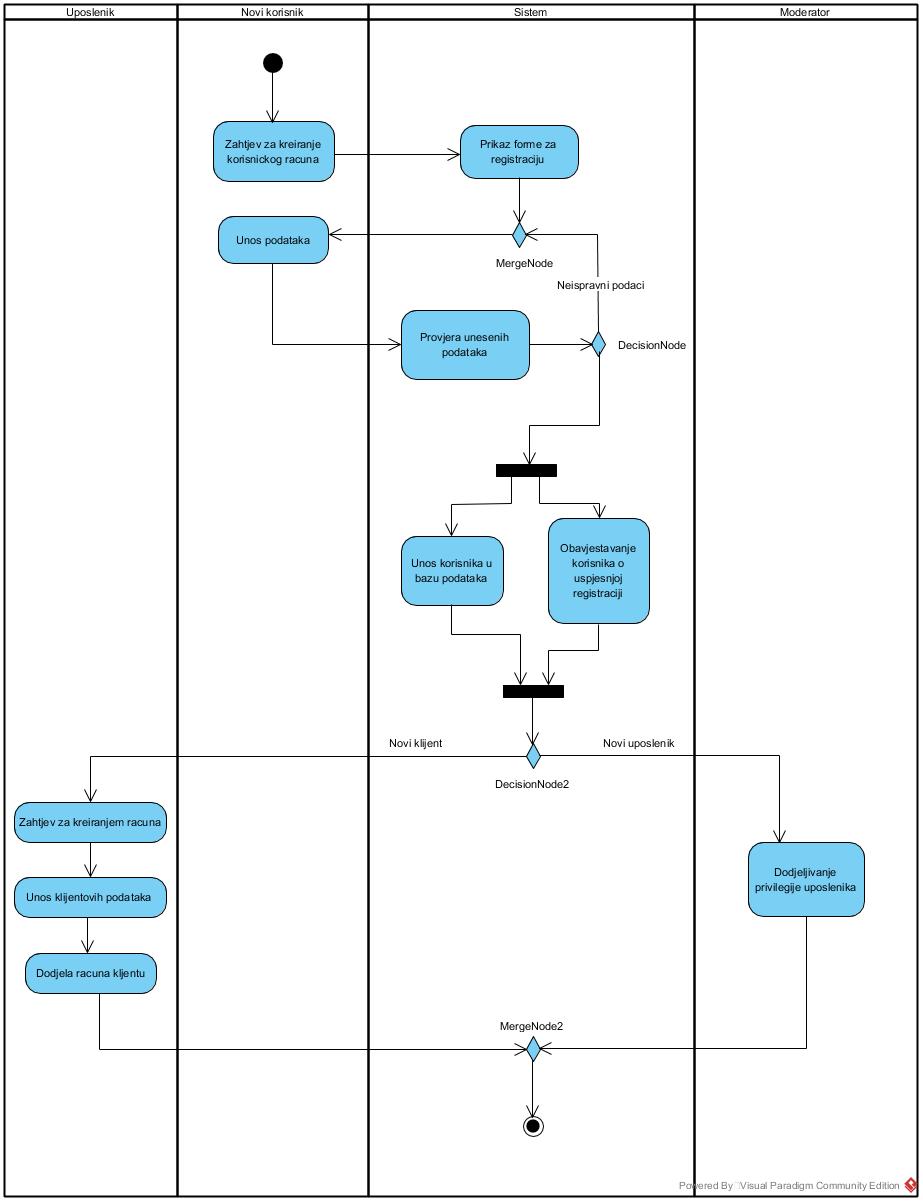 Uposlenik
Novi korisnik
Sistem
Moderator
Zahtjev za kreiranje
korisnickog racuna
Prikaz forme za
registraciju
Unos podataka
MergeNode
Neispravni podaci
Provjera unesenih
podataka
DecisionNode
Unos korisnika u
bazu podataka
Obavjestavanje
korisnika o
uspjesnjoj
registraciji
Novi klijent
Novi uposlenik
DecisionNode2
Zahtjev za kreiranjem racuna
Unos klijentovih podataka
Dodjela racuna kljentu
Dodjeljivanje
privilegije uposlenika
MergeNode2
Powered By Visual Paradigm Community Edition